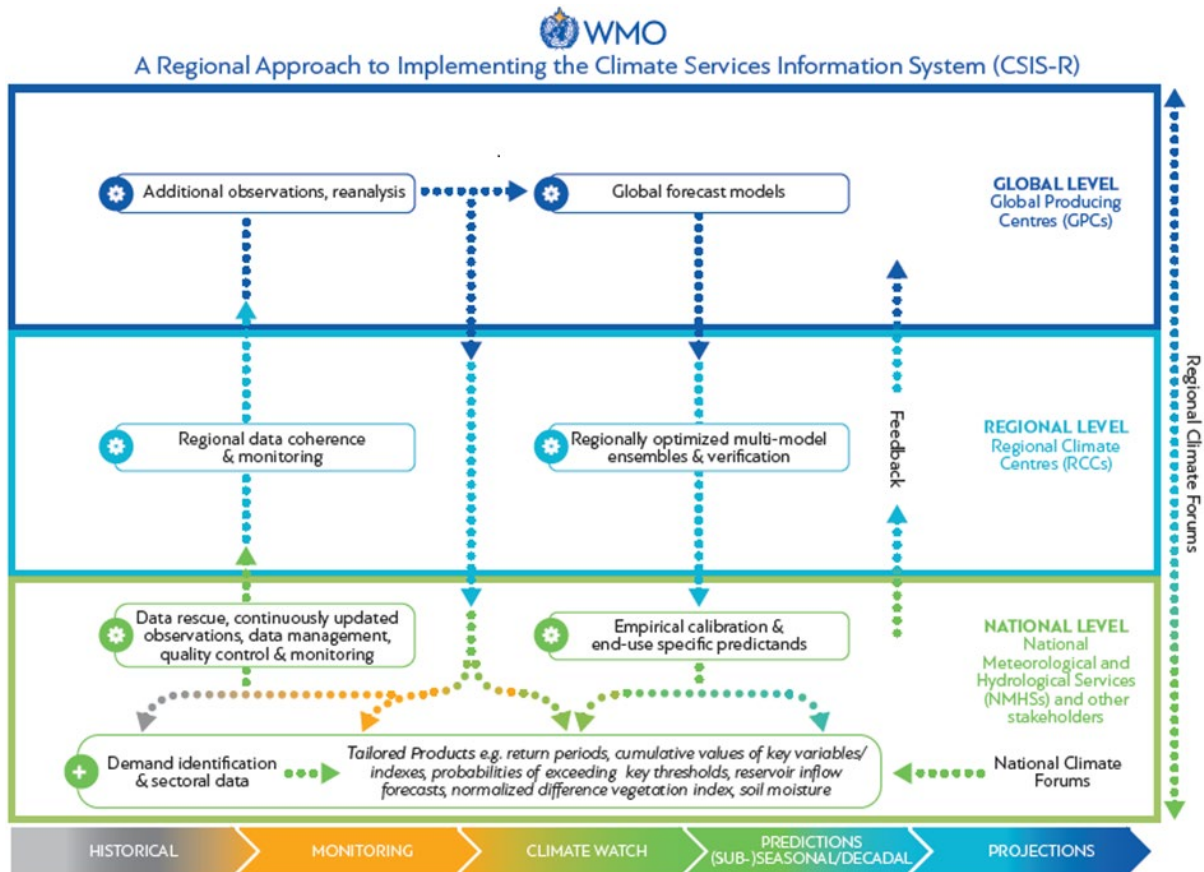 WMO
A Regional Approach to Implementing the Climate Services Information System (CSIS-R)
Additional observations, reanalysis
Global forecast models
GLOBAL LEVEL
Global Producing
Centres (GPCs)
Regional data coherence
& monitoring
Regionally optimized multi-model
ensembles & verification
Feedback
REGIONAL LEVEL
Regional Climate
Centres (RCCs)
Regional Climate Forums
Data rescue, continuously updated
observations, data management,
quality control & monitoring
Empirical calibration &
end-use specific predictands
NATIONAL LEVEL
National
Meteorological and
Hydrological Services
(NMHSs) and other
stakeholders
Demand identification
& sectoral data
Tailored Products e.g. return periods, cumulative values of key variables/
indexes, probabilities of exceeding key thresholds, reservoir inflow
forecasts, normalized difference vegetation index, soil moisture
National Climate
Forums
HISTORICAL
MONITORING
CLIMATE WATCH
PREDICTIONS
(SUB-)SEASONAL/DECADAL
PROJECTIONS